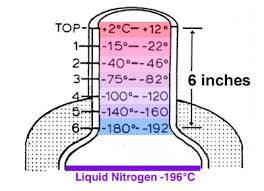 TOP +2°C- +12°
1 -15°- -22°
2 -40°- -46°
3 -75°- -82°
4 -100°- -120
5 -140°- -160
6 -180°- -192
6 inches
Liquid Nitrogen -196°C